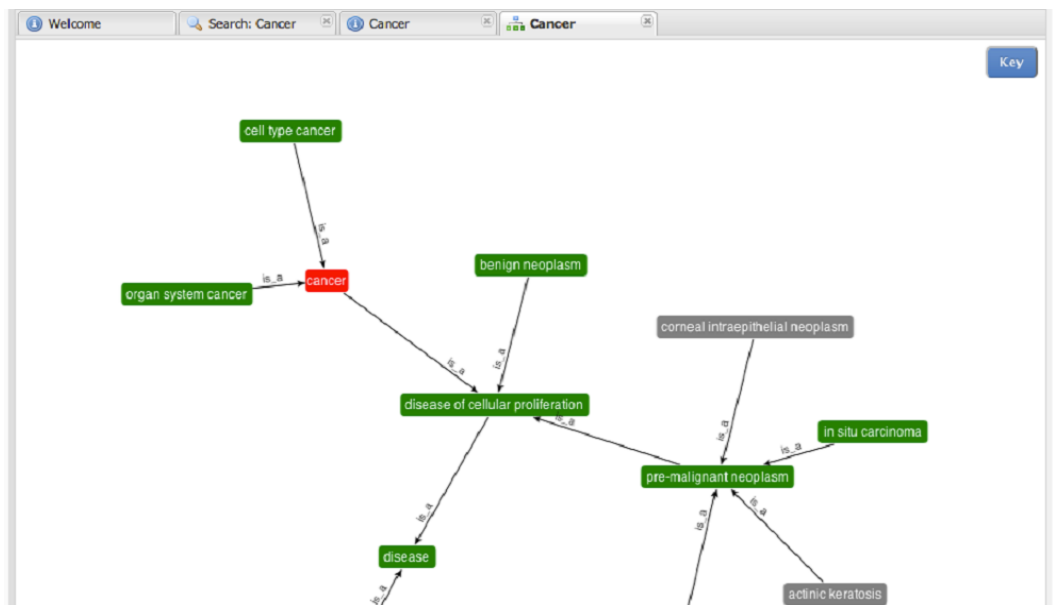 Welcome
Search: Cancer
Cancer
Cancer
Key
cell type cancer
is_a
benign neoplasm
is_a
cancer
organ system cancer
corneal intraepithelial neoplasm
is_a
is_a
disease of cellular proliferation
is_a
is_a
in situ carcinoma
is_a
pre-malignant neoplasm
is_a
is_a
is_a
disease
is_a
actinic keratosis